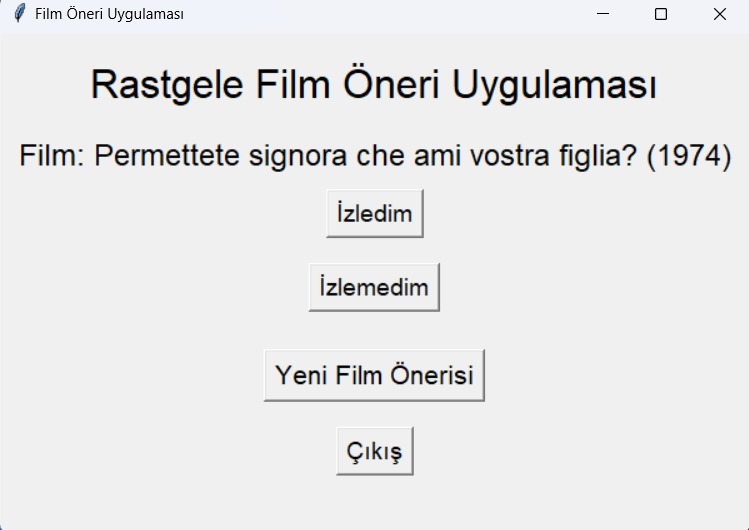 Film Öneri Uygulaması
Rastgele Film Öneri Uygulaması
Film: Permettete signora che ami vostra figlia? (1974)
İzledim
İzlemedim
Yeni Film Önerisi
Çıkış